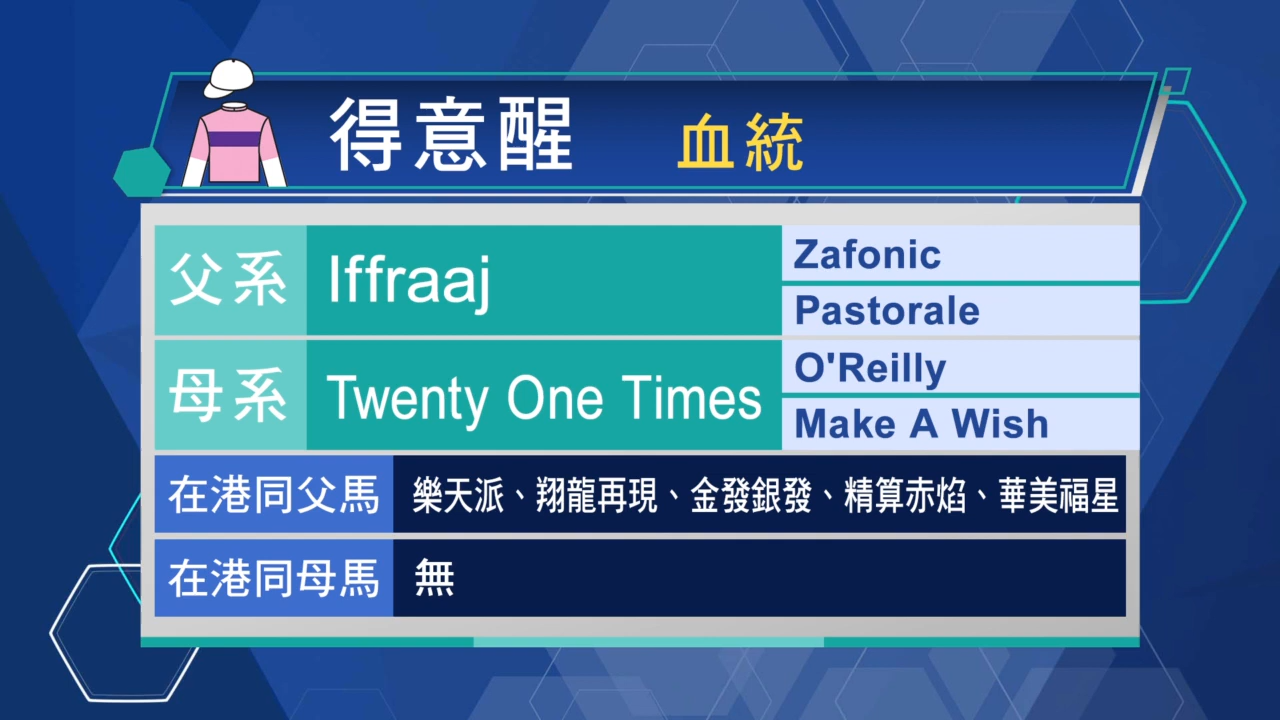 得意醒 血統
父系 Iffraaj
Zafonic
Pastorale
母系 Twenty One Times
O'Reilly
Make A Wish
在港同父馬 樂天派、翔龍再現、金發銀發、精算赤焰、華美福星
在港同母馬 無